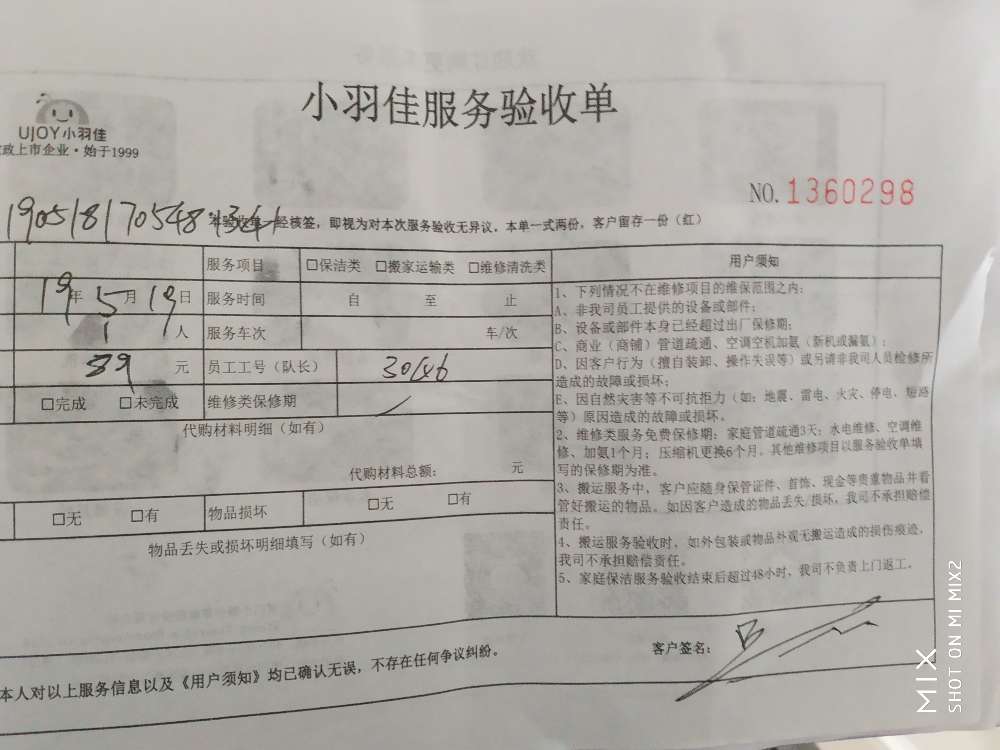 小羽佳服务验收单
UJOY小羽佳
政上市企业·始于1999
NO. 1360298
本验收单一经核签，即视为对本次服务验收无异议，本单一式两份，客户留存一份（红）
服务项目 □保洁类 □搬家运输类 □维修清洗类
19年5月19日 服务时间 自 至 止
1人 服务车次 车/次
39元 员工工号（队长） 3046
□完成 □未完成 维修类保修期
代购材料明细（如有）
代购材料总额： 元
□无 □有 物品损坏 □无 □有
物品丢失或损坏明细填写（如有）
用户须知
1、下列情况不在维修项目的维保范围之内：
A、非我司员工提供的设备或部件；
B、设备或部件本身已经超过出厂保修期；
C、商业（商铺）管道疏通、空调空机加氨（新机或漏氨）；
D、因客户行为（擅自装卸、操作失误等）或另请非我司人员检修所
造成的故障或损坏；
E、因自然灾害等不可抗拒力（如：地震、雷电、火灾、停电、短路
等）原因造成的故障或损坏。
2、维修类服务免费保修期：家庭管道疏通3天；水电维修、空调维
修、加氨1个月；压缩机更换6个月，其他维修项目以服务验收单填
写的保修期为准。
3、搬运服务中，客户应随身保管证件、首饰、现金等贵重物品并看
管好搬运的物品。如因客户造成的物品丢失/损坏，我司不承担赔偿
责任。
4、搬运服务验收时，如外包装或物品外观无搬运造成的损伤痕迹，
我司不承担赔偿责任。
5、家庭保洁服务验收结束后超过48小时，我司不负责上门返工。
客户签名：
本人对以上服务信息以及《用户须知》均已确认无误，不存在任何争议纠纷。
MIX
SHOT ON MI MIX2